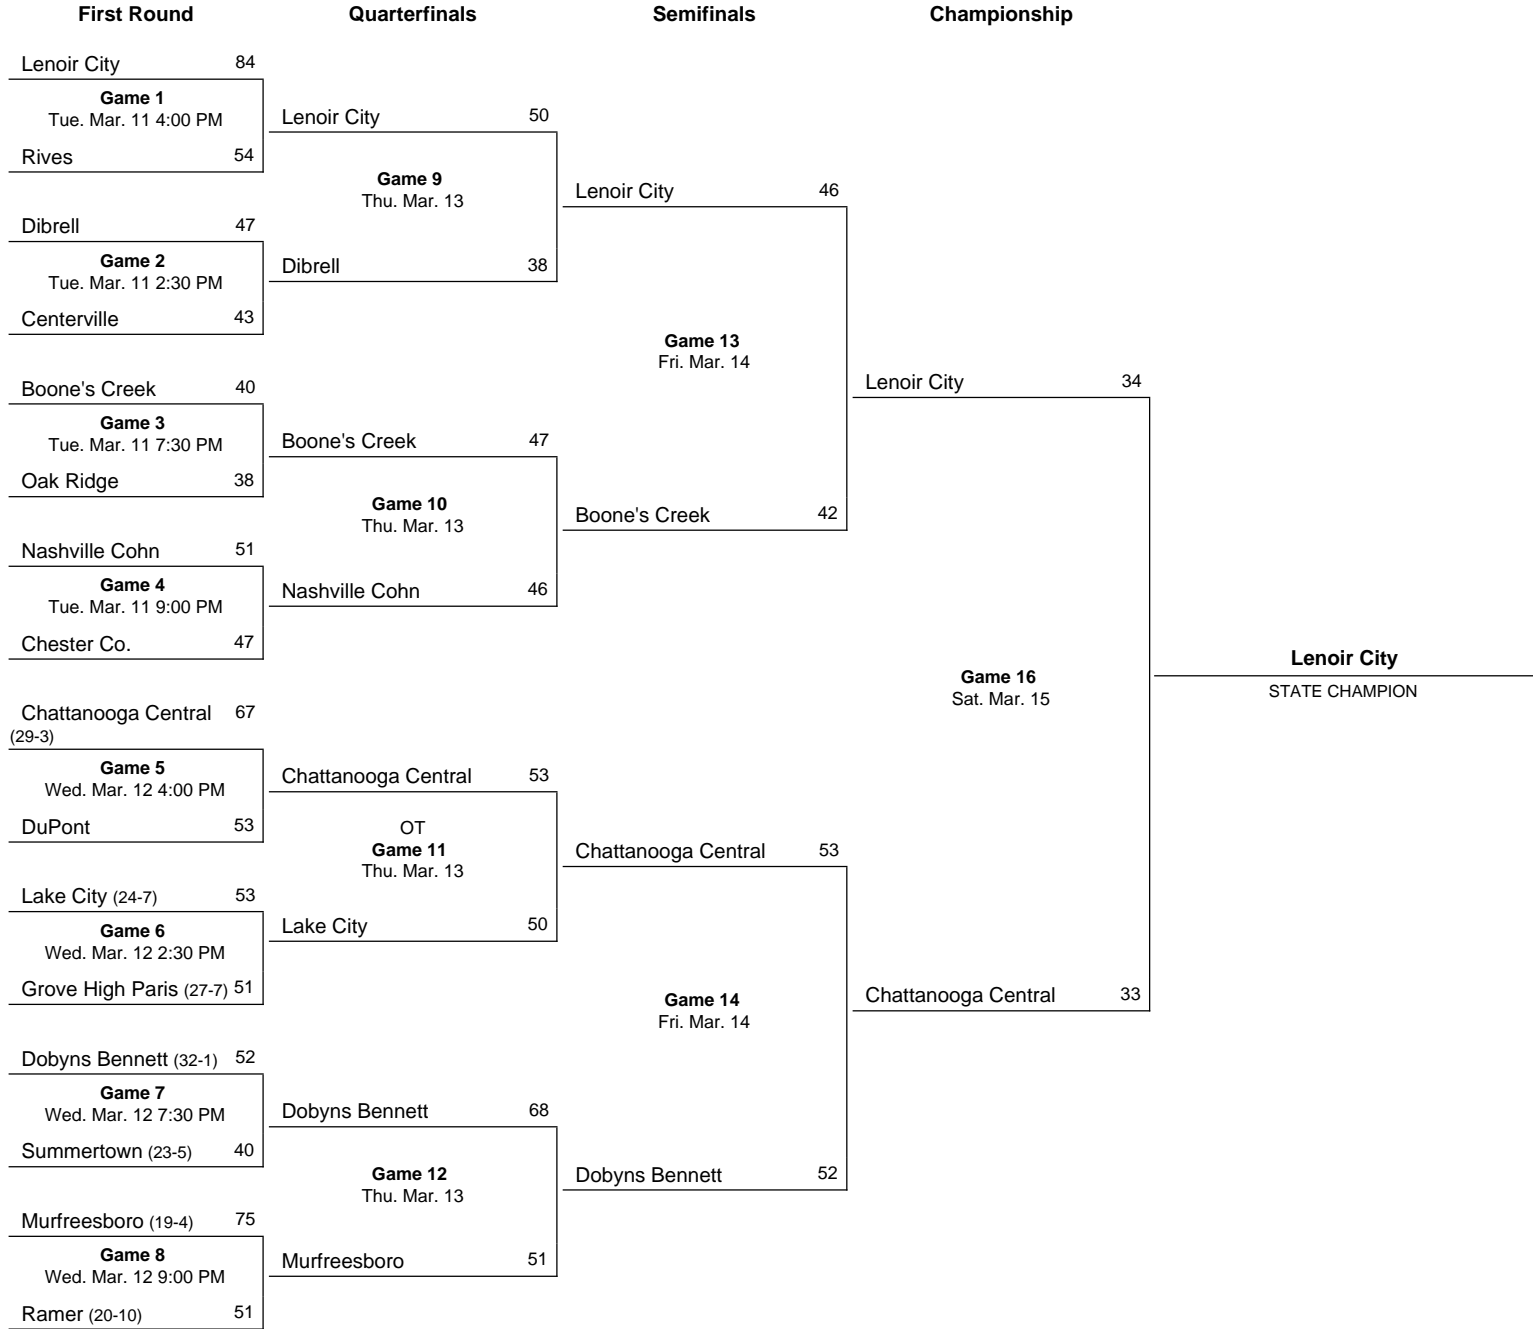 First Round Quarterfinals Semifinals Championship
Lenoir City 84
Game 1
Tue. Mar. 11 4:00 PM
Rives 54
Dibrell 47
Game 2
Tue. Mar. 11 2:30 PM
Centerville 43
Boone's Creek 40
Game 3
Tue. Mar. 11 7:30 PM
Oak Ridge 38
Nashville Cohn 51
Game 4
Tue. Mar. 11 9:00 PM
Chester Co. 47
Chattanooga Central 67
(29-3)
Game 5
Wed. Mar. 12 4:00 PM
DuPont 53
Lake City (24-7) 53
Game 6
Wed. Mar. 12 2:30 PM
Grove High Paris (27-7) 51
Dobyns Bennett (32-1) 52
Game 7
Wed. Mar. 12 7:30 PM
Summertown (23-5) 40
Murfreesboro (19-4) 75
Game 8
Wed. Mar. 12 9:00 PM
Ramer (20-10) 51
Lenoir City 50
Game 9
Thu. Mar. 13
Dibrell 38
Boone's Creek 47
Game 10
Thu. Mar. 13
Nashville Cohn 46
Chattanooga Central 53
OT
Game 11
Thu. Mar. 13
Lake City 50
Dobyns Bennett 68
Game 12
Thu. Mar. 13
Murfreesboro 51
Lenoir City 46
Game 13
Fri. Mar. 14
Boone's Creek 42
Chattanooga Central 53
Game 14
Fri. Mar. 14
Dobyns Bennett 52
Lenoir City 34
Game 16
Sat. Mar. 15
Chattanooga Central 33
Lenoir City
STATE CHAMPION